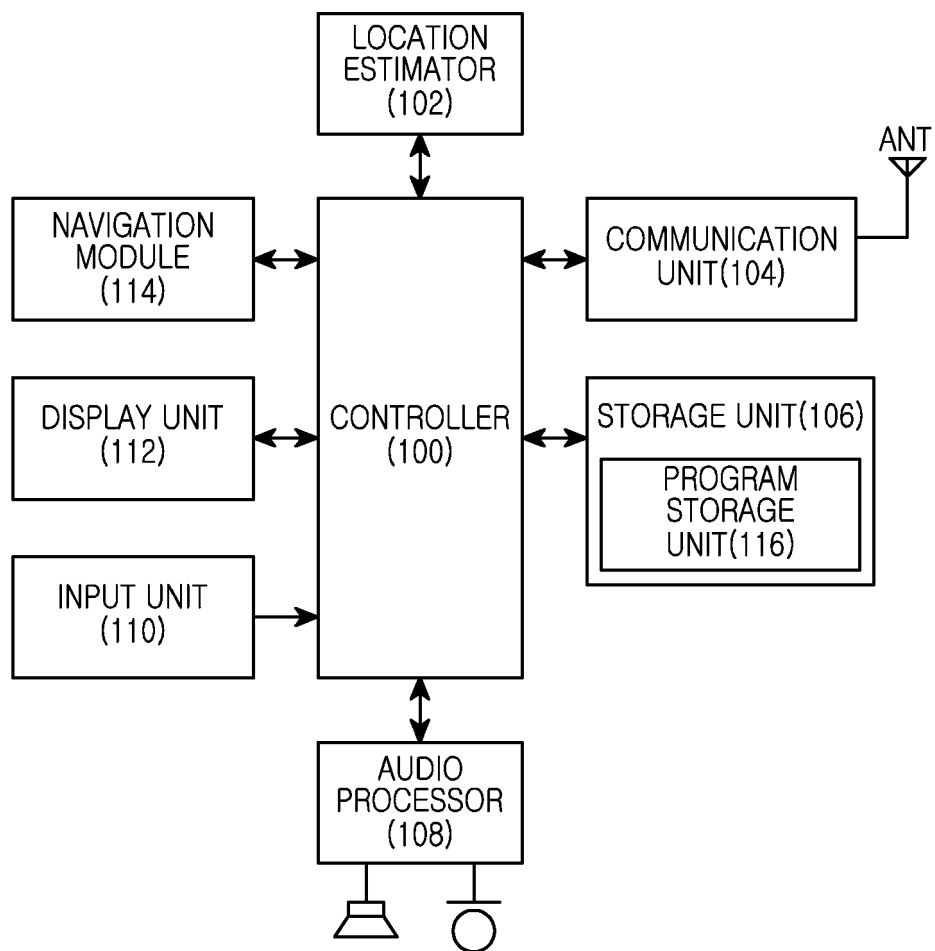 LOCATION
ESTIMATOR
(102)
ANT
NAVIGATION
MODULE
(114)
COMMUNICATION
UNIT(104)
DISPLAY UNIT
(112)
CONTROLLER
(100)
STORAGE UNIT(106)
PROGRAM
STORAGE
UNIT(116)
INPUT UNIT
(110)
AUDIO
PROCESSOR
(108)